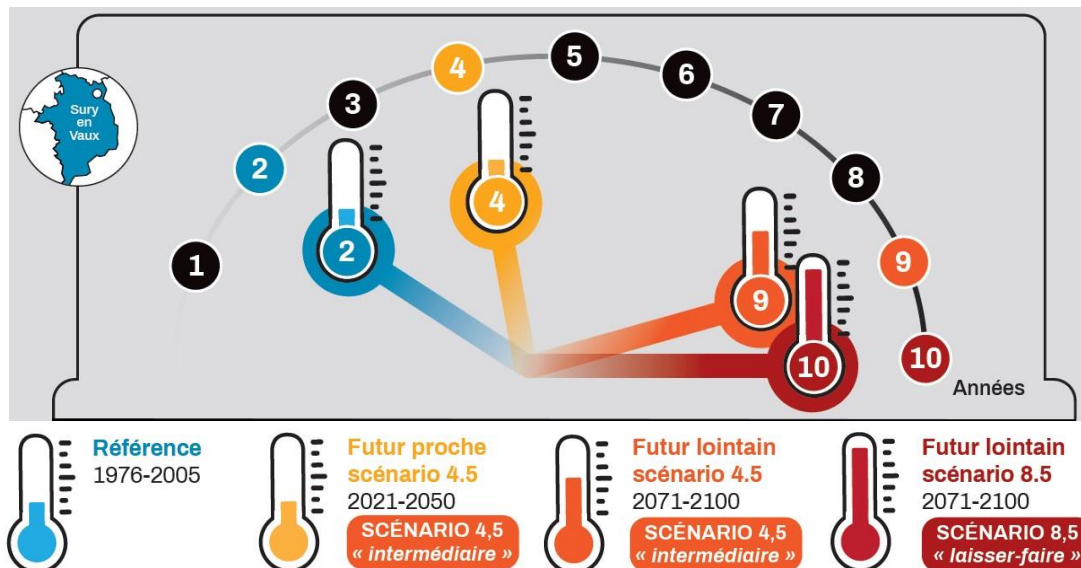 Sury
en
Vaux
1
2
3
4
5
6
7
8
9
10
2
4
9
10
Années
Référence
1976-2005
Futur proche
scénario 4.5
2021-2050
SCÉNARIO 4,5
« intermédiaire »
Futur lointain
scénario 4.5
2071-2100
SCÉNARIO 4,5
« intermédiaire »
Futur lointain
scénario 8.5
2071-2100
SCÉNARIO 8,5
« laisser-faire »